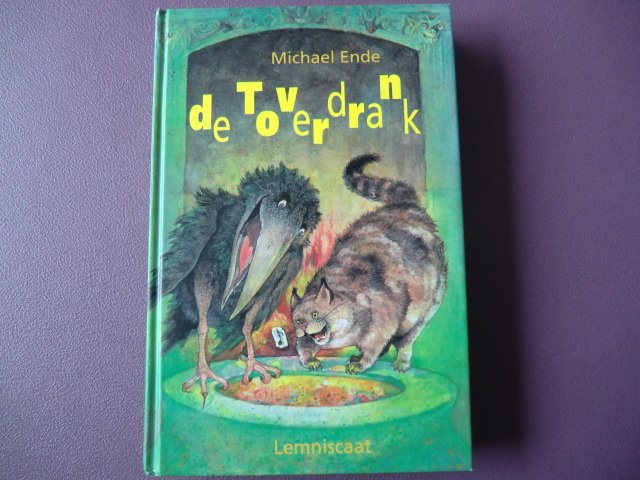 Michael Ende
de Toverdrank
Lemniscaat